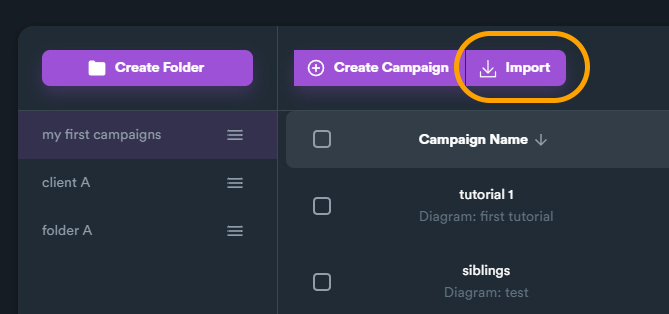 Create Folder
Create Campaign
Import
my first campaigns
client A
folder A
Campaign Name
tutorial 1
Diagram: first tutorial
siblings
Diagram: test